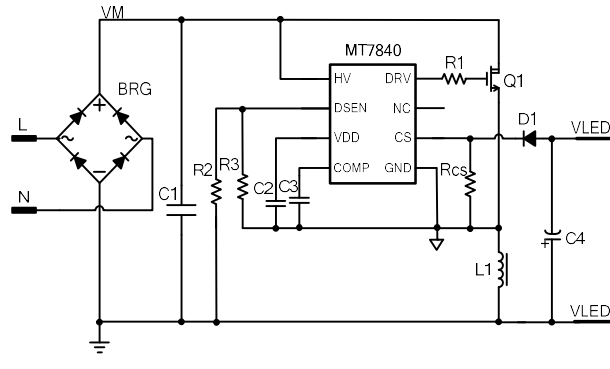 VM
MT7840
BRG
HV
DRV
R1
Q1
DSEN
NC
L
VDD
CS
D1
VLED
R2
R3
COMP
GND
Rcs
N
C1
C2
C3
C4
L1
VLED